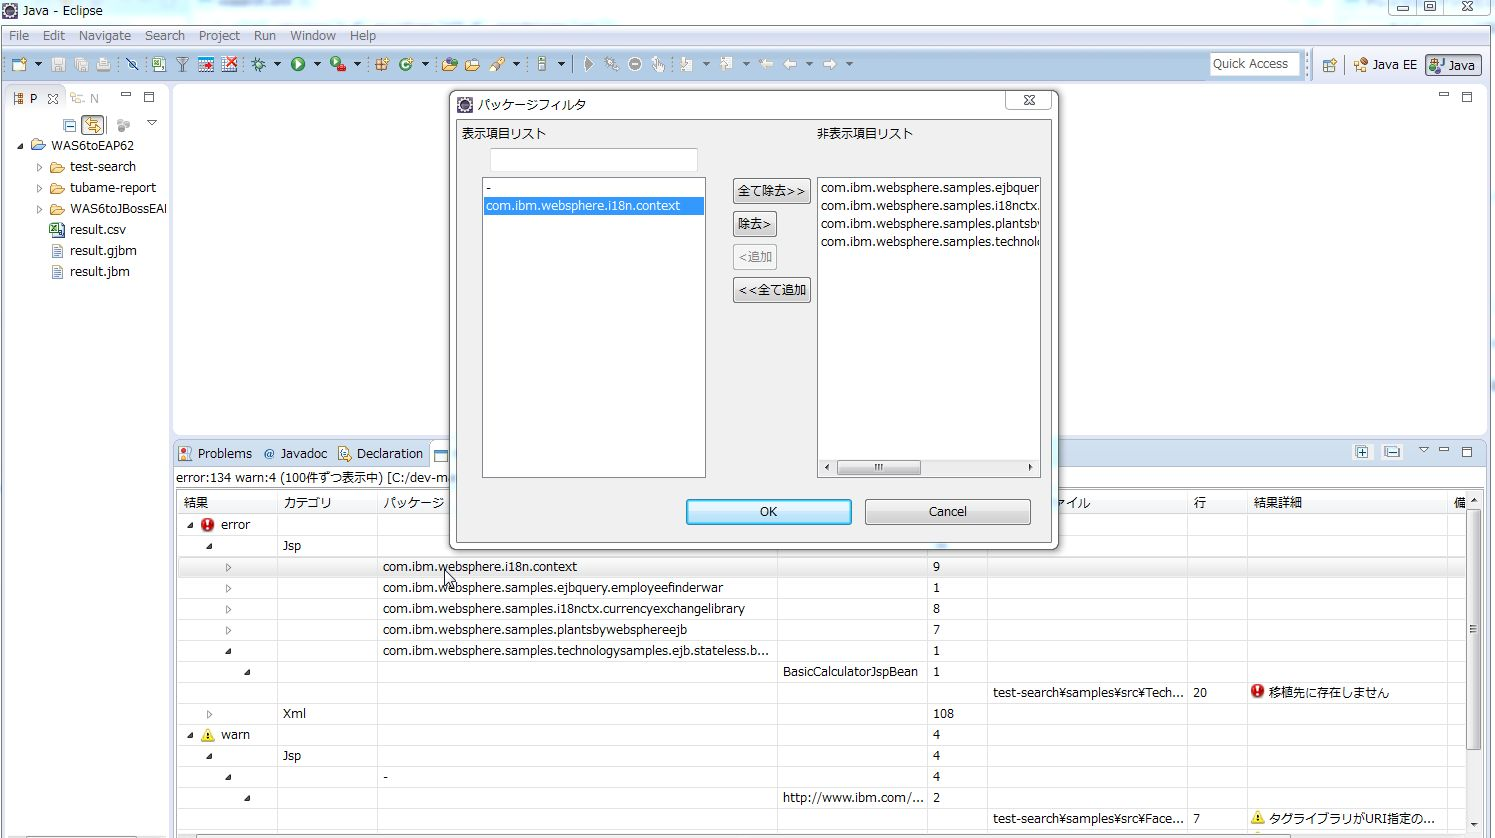 Java - Eclipse
File Edit Navigate Search Project Run Window Help
Quick Access
Java EE
Java
P
N
WAS6toEAP62
test-search
tubame-report
WAS6toJBossEAI
result.csv
result.gjbm
result.jbm
パッケージフィルタ
表示項目リスト
非表示項目リスト
-
com.ibm.websphere.i18n.context
全て除去>>
除去>
<追加
<<全て追加
com.ibm.websphere.samples.ejbquer
com.ibm.websphere.samples.i18nctx.
com.ibm.websphere.samples.plantsby
com.ibm.websphere.samples.technolo
OK
Cancel
Problems @ Javadoc Declaration
error:134 warn:4 (100件ずつ表示中) [C:/dev-ma
結果 カテゴリ パッケージ ァイル 行 結果詳細 備
error
Jsp
com.ibm.websphere.i18n.context 9
com.ibm.websphere.samples.ejbquery.employeefinderwar 1
com.ibm.websphere.samples.i18nctx.currencyexchangelibrary 8
com.ibm.websphere.samples.plantsbywebsphereejb 7
com.ibm.websphere.samples.technologysamples.ejb.stateless.b... 1
BasicCalculatorJspBean 1
test-search¥samples¥src¥Tech... 20 移植先に存在しません
Xml 108
warn 4
Jsp 4
- 4
http://www.ibm.com/... 2
test-search¥samples¥src¥Face... 7 タグライブラリがURI指定の...